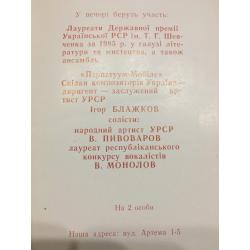 У вечорі беруть участь:
Лауреати Державної премії
Української РСР ім. Т. Г. Шев-
ченка за 1985 року у галузі літе-
ратури та мистецтва, а також
ансамбль
«Перпетуум-Мобіле»
Спілки композиторів України—
диригент — заслужений ар-
тист УРСР
Ігор БЛАЖКОВ
солісти:
народний артист УРСР
В. ПИВОВАРОВ
лауреат республіканського
конкурсу вокалістів
В. МОНОЛОВ
На 2 особи
Наша адреса: вул. Артема 1-5